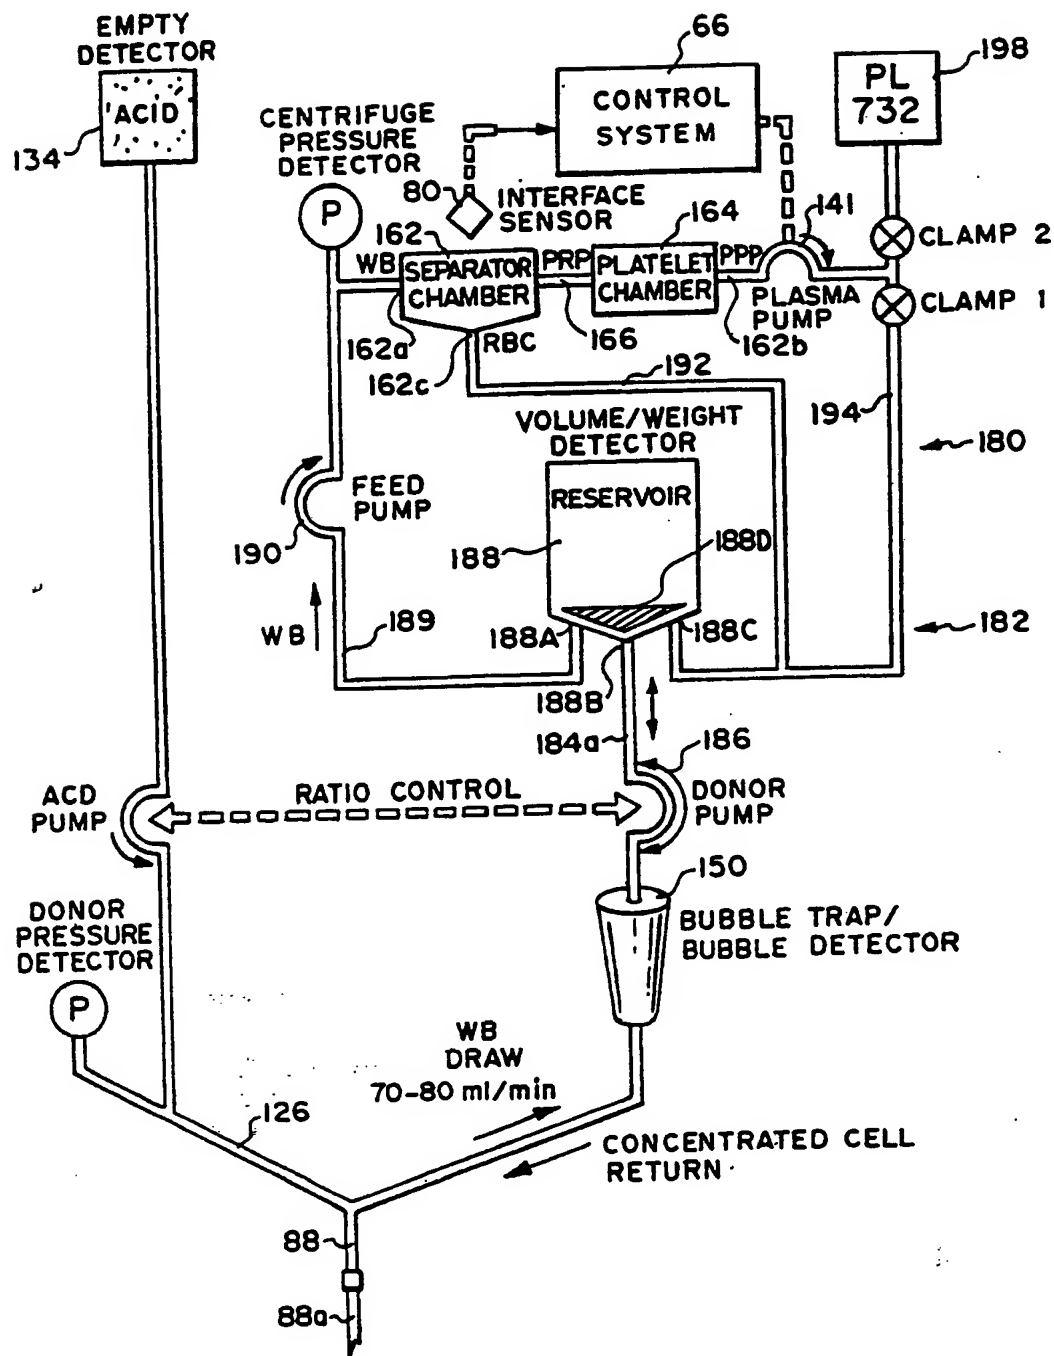 EMPTY
DETECTOR
ACID
134
CENTRIFUGE
PRESSURE
DETECTOR
P
66
CONTROL
SYSTEM
198
PL
732
80
INTERFACE
SENSOR
141
CLAMP 2
CLAMP 1
WB
162
SEPARATOR
CHAMBER
PRP
164
PLATELET
CHAMBER
PPP
PLASMA
PUMP
162a
162c
RBC
166
162b
192
194
180
VOLUME/WEIGHT
DETECTOR
RESERVOIR
188
188D
FEED
PUMP
190
WB
189
188A
188B
188C
182
184a
186
ACD
PUMP
RATIO CONTROL
DONOR
PUMP
150
BUBBLE TRAP/
BUBBLE DETECTOR
DONOR
PRESSURE
DETECTOR
P
WB
DRAW
70-80 ml/min
126
CONCENTRATED CELL
RETURN
88
88a